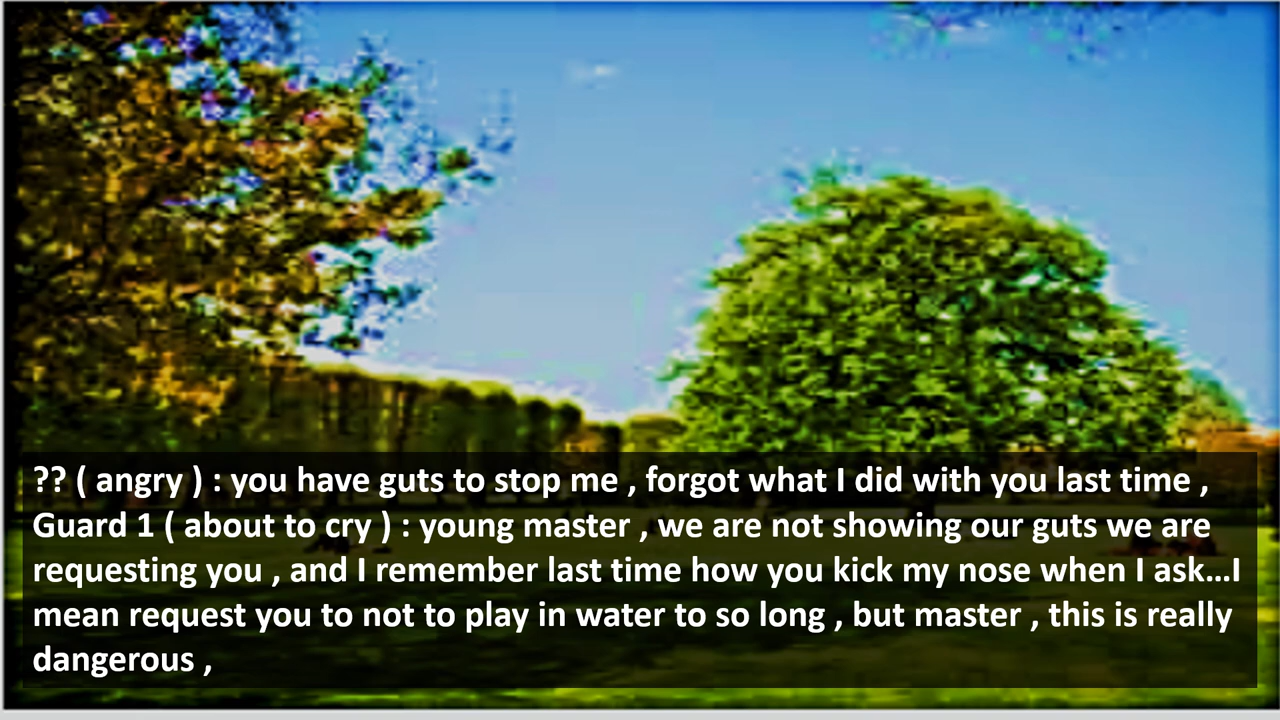 ?? ( angry ) : you have guts to stop me , forgot what I did with you last time ,
Guard 1 ( about to cry ) : young master , we are not showing our guts we are
requesting you , and I remember last time how you kick my nose when I ask...I
mean request you to not to play in water to so long , but master , this is really
dangerous ,